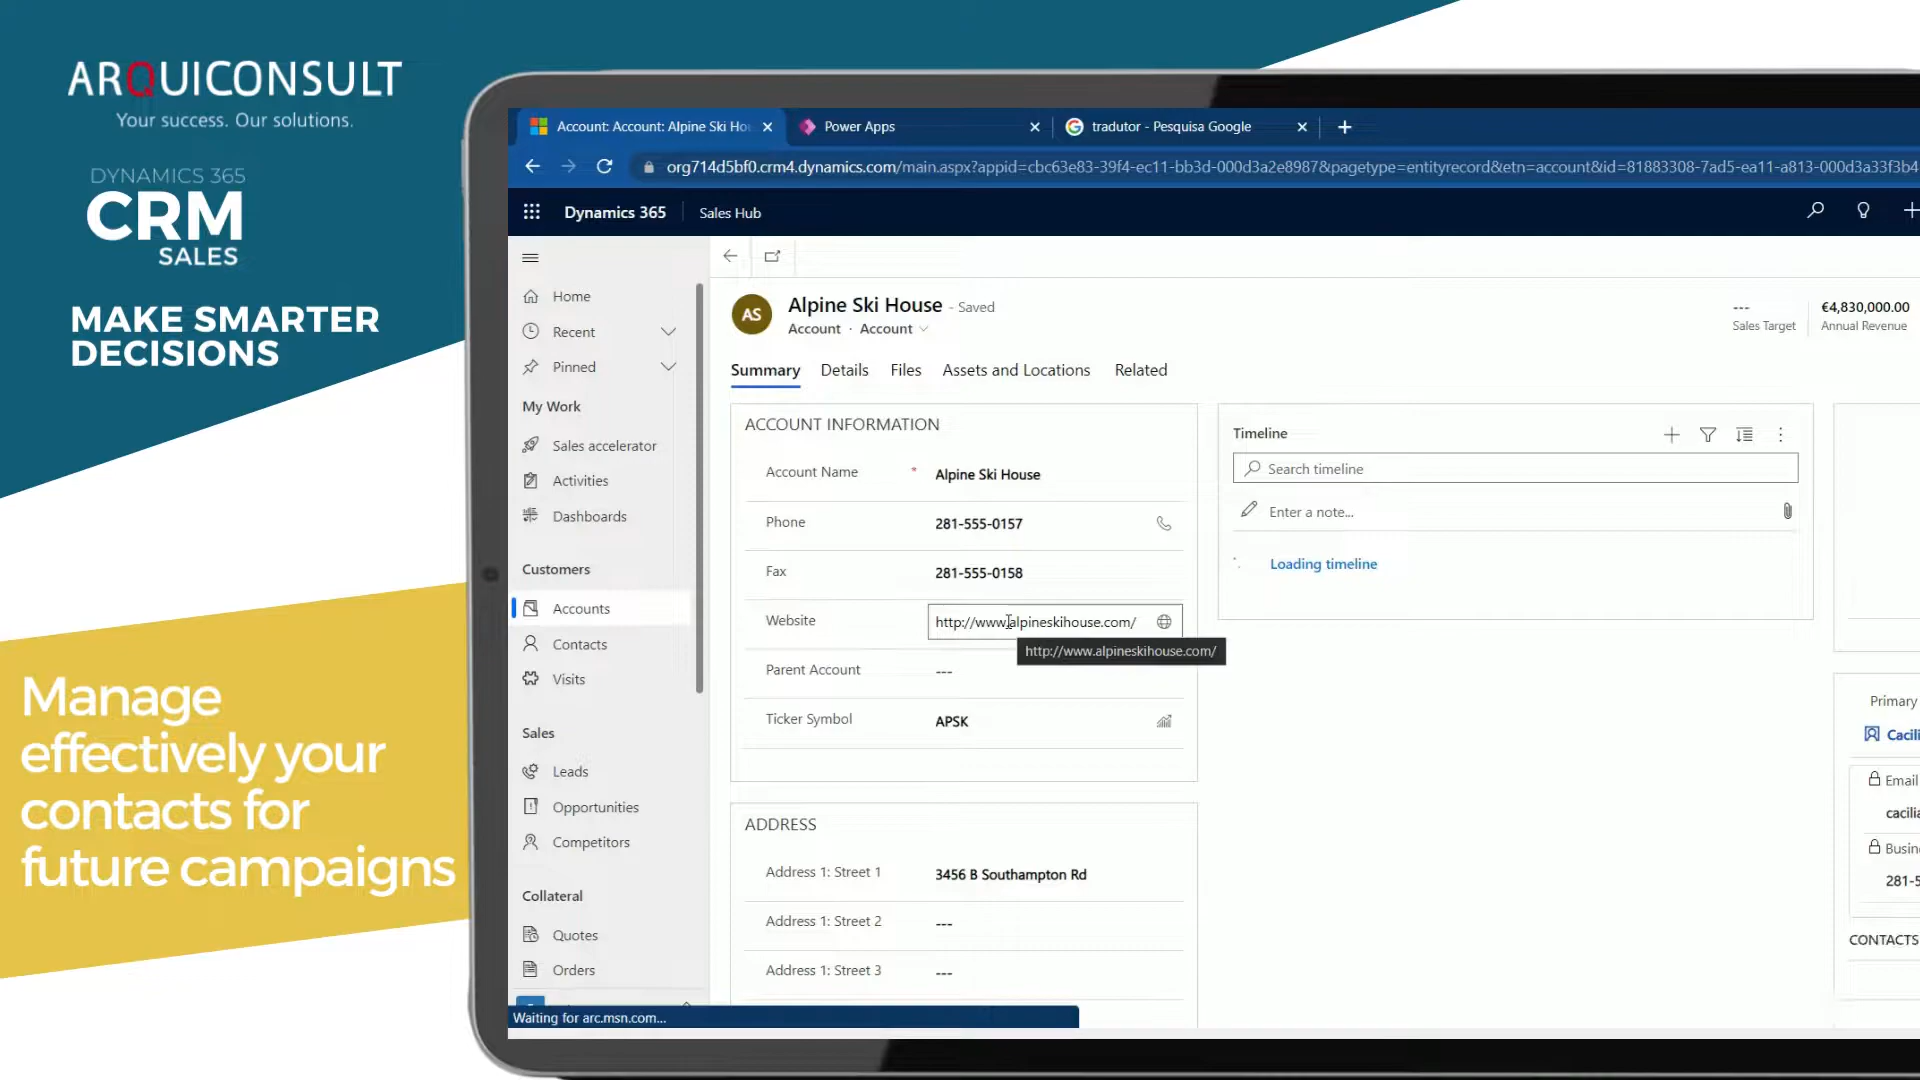 ARQUICONSULT
Your success. Our solutions.
DYNAMICS 365
CRM
SALES
MAKE SMARTER
DECISIONS
Manage
effectively your
contacts for
future campaigns
Account: Account: Alpine Ski Ho
Power Apps
tradutor - Pesquisa Google
org714d5bf0.crm4.dynamics.com/main.aspx?appid=cbc63e83-39f4-ec11-bb3d-000d3a2e8987&pagetype=entityrecord&etn=account&id=81883308-7ad5-ea11-a813-000d3a33f3b4
Dynamics 365
Sales Hub
Home
Recent
Pinned
My Work
Sales accelerator
Activities
Dashboards
Customers
Accounts
Contacts
Visits
Sales
Leads
Opportunities
Competitors
Collateral
Quotes
Orders
Waiting for arc.msn.com...
AS
Alpine Ski House - Saved
Account · Account
---
Sales Target
€4,830,000.00
Annual Revenue
Summary Details Files Assets and Locations Related
ACCOUNT INFORMATION
Account Name * Alpine Ski House
Phone 281-555-0157
Fax 281-555-0158
Website http://www.alpineskihouse.com/
http://www.alpineskihouse.com/
Parent Account ---
Ticker Symbol APSK
ADDRESS
Address 1: Street 1 3456 B Southampton Rd
Address 1: Street 2 ---
Address 1: Street 3 ---
Timeline
Search timeline
Enter a note...
Loading timeline
Primary
Cacili
Email
cacilia
Busin
281-5
CONTACTS